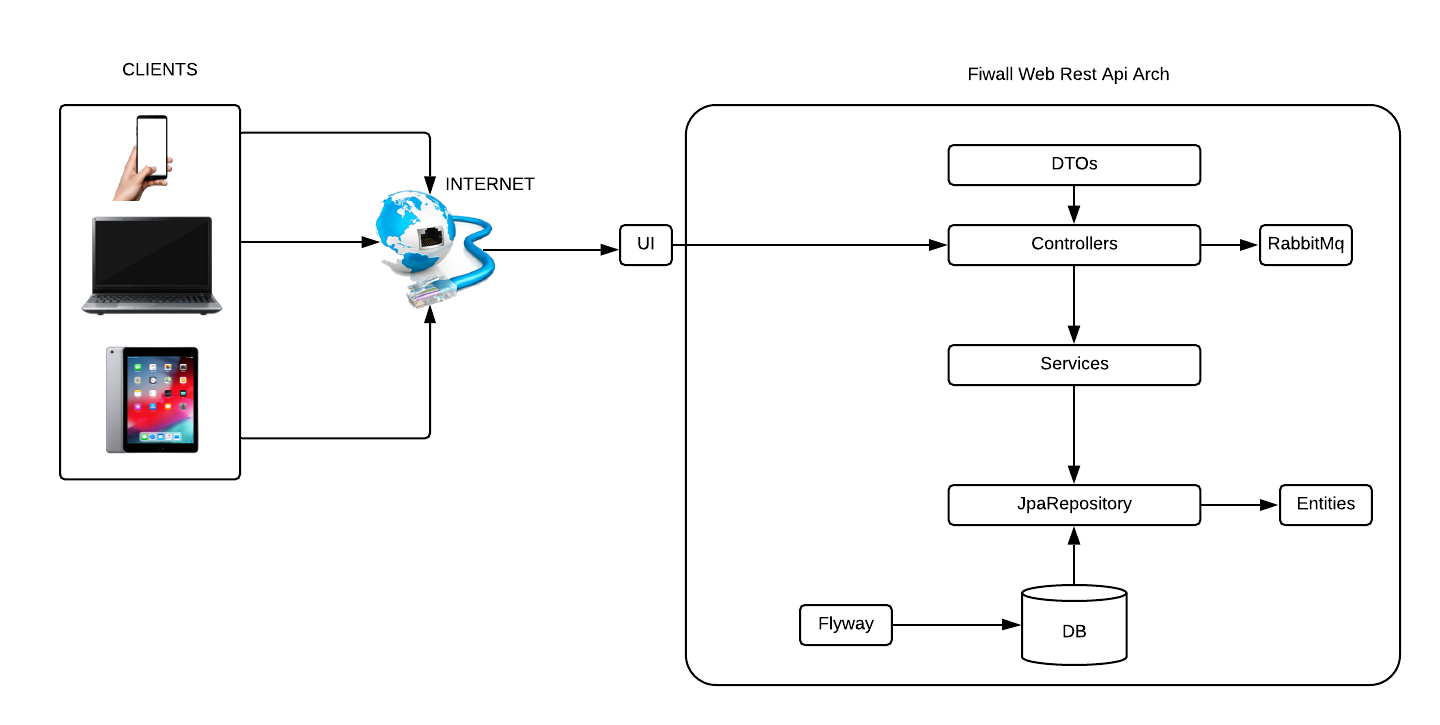 CLIENTS
Fiwall Web Rest Api Arch
DTOs
INTERNET
UI
Controllers
RabbitMq
Services
JpaRepository
Entities
Flyway
DB